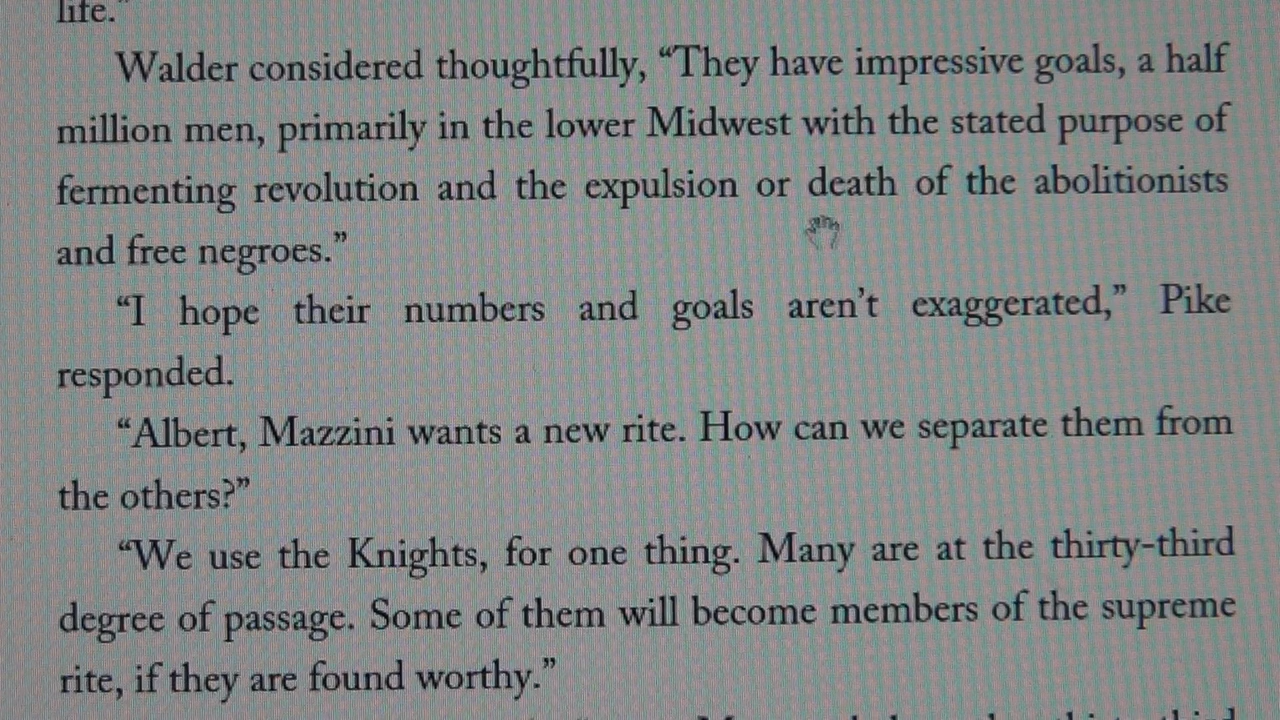 life."
Walder considered thoughtfully, “They have impressive goals, a half
million men, primarily in the lower Midwest with the stated purpose of
fermenting revolution and the expulsion or death of the abolitionists
and free negroes.”
“I hope their numbers and goals aren’t exaggerated,” Pike
responded.
“Albert, Mazzini wants a new rite. How can we separate them from
the others?”
“We use the Knights, for one thing. Many are at the thirty-third
degree of passage. Some of them will become members of the supreme
rite, if they are found worthy.”